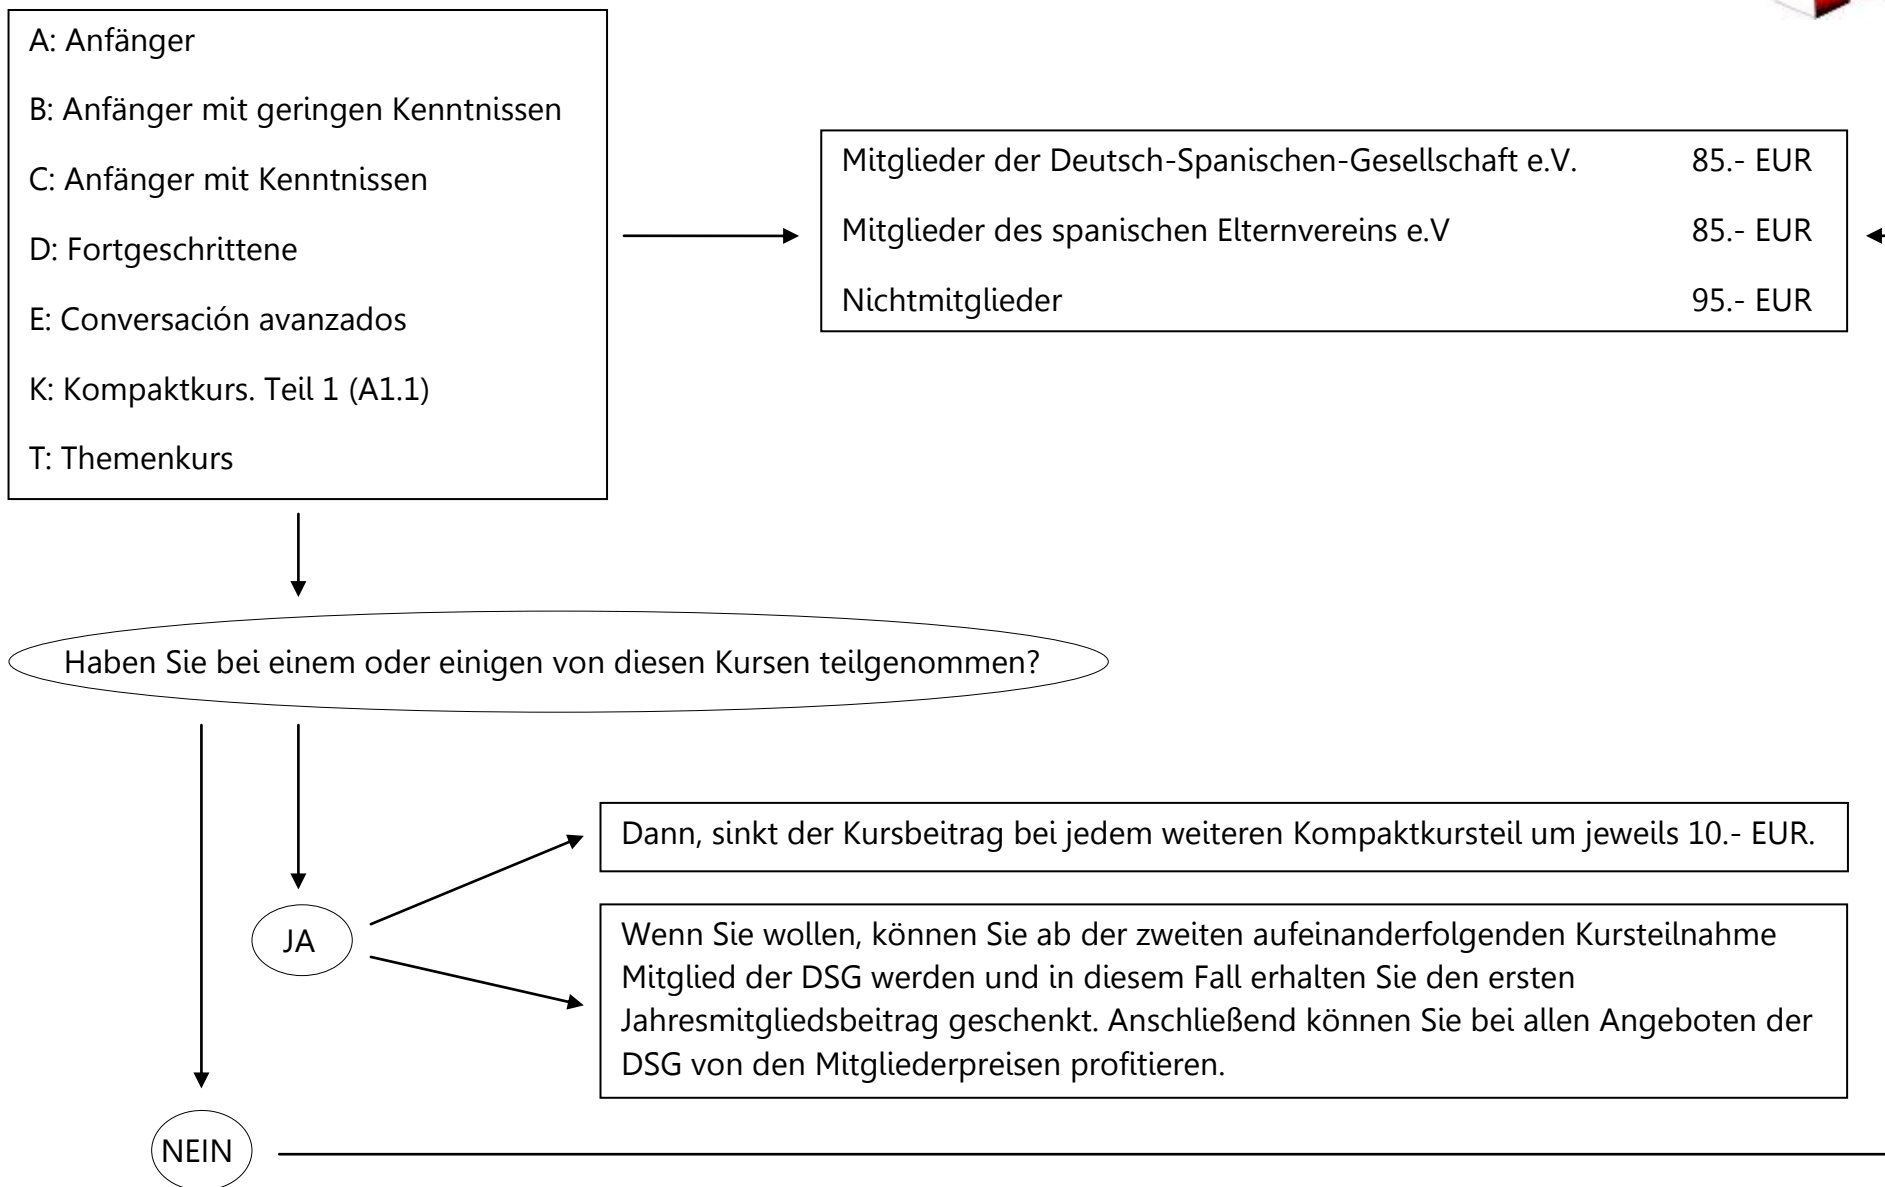 A: Anfänger
B: Anfänger mit geringen Kenntnissen
C: Anfänger mit Kenntnissen
D: Fortgeschrittene
E: Conversación avanzados
K: Kompaktkurs. Teil 1 (A1.1)
T: Themenkurs
Mitglieder der Deutsch-Spanischen-Gesellschaft e.V. 85.- EUR
Mitglieder des spanischen Elternvereins e.V 85.- EUR
Nichtmitglieder 95.- EUR
Haben Sie bei einem oder einigen von diesen Kursen teilgenommen?
Dann, sinkt der Kursbeitrag bei jedem weiteren Kompaktkursteil um jeweils 10.- EUR.
JA
Wenn Sie wollen, können Sie ab der zweiten aufeinanderfolgenden Kursteilnahme
Mitglied der DSG werden und in diesem Fall erhalten Sie den ersten
Jahresmitgliedsbeitrag geschenkt. Anschließend können Sie bei allen Angeboten der
DSG von den Mitgliederpreisen profitieren.
NEIN